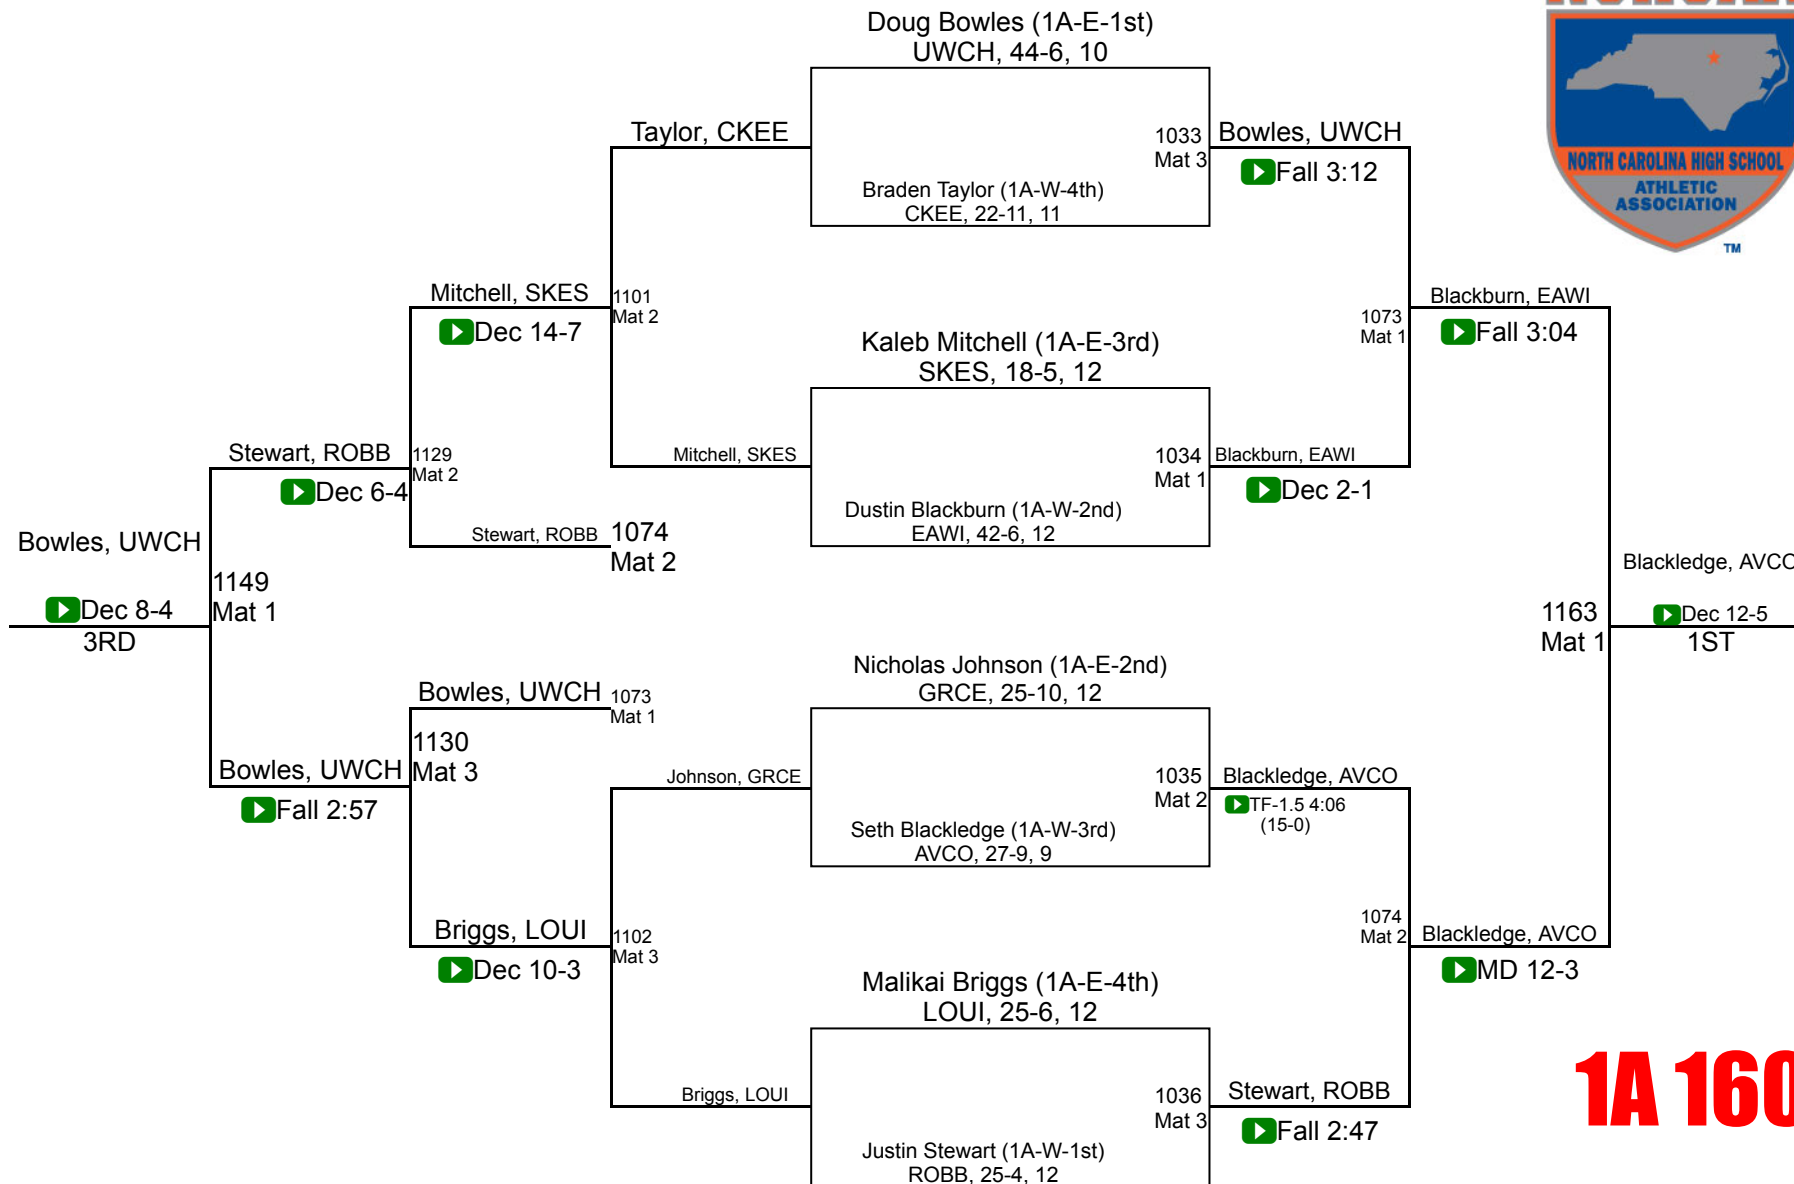 Doug Bowles (1A-E-1st)
UWCH, 44-6, 10
Taylor, CKEE
1033
Mat 3
Bowles, UWCH
Fall 3:12
Braden Taylor (1A-W-4th)
CKEE, 22-11, 11
NORTH CAROLINA HIGH SCHOOL
ATHLETIC
ASSOCIATION
TM
Mitchell, SKES
1101
Mat 2
Dec 14-7
Kaleb Mitchell (1A-E-3rd)
SKES, 18-5, 12
1073
Mat 1
Blackburn, EAWI
Fall 3:04
Stewart, ROBB
1129
Mat 2
Dec 6-4
Mitchell, SKES
1034
Mat 1
Blackburn, EAWI
Dec 2-1
Dustin Blackburn (1A-W-2nd)
EAWI, 42-6, 12
Stewart, ROBB
1074
Mat 2
Bowles, UWCH
1149
Mat 1
Dec 8-4
3RD
Blackledge, AVCO
1163
Mat 1
Dec 12-5
1ST
Nicholas Johnson (1A-E-2nd)
GRCE, 25-10, 12
Bowles, UWCH
1073
Mat 1
1130
Mat 3
Bowles, UWCH
Fall 2:57
Johnson, GRCE
1035
Mat 2
Blackledge, AVCO
TF-1.5 4:06
(15-0)
Seth Blackledge (1A-W-3rd)
AVCO, 27-9, 9
Briggs, LOUI
1102
Mat 3
Dec 10-3
1074
Mat 2
Blackledge, AVCO
MD 12-3
Malikai Briggs (1A-E-4th)
LOUI, 25-6, 12
Briggs, LOUI
1036
Mat 3
Stewart, ROBB
Fall 2:47
Justin Stewart (1A-W-1st)
ROBB, 25-4, 12
1A 160